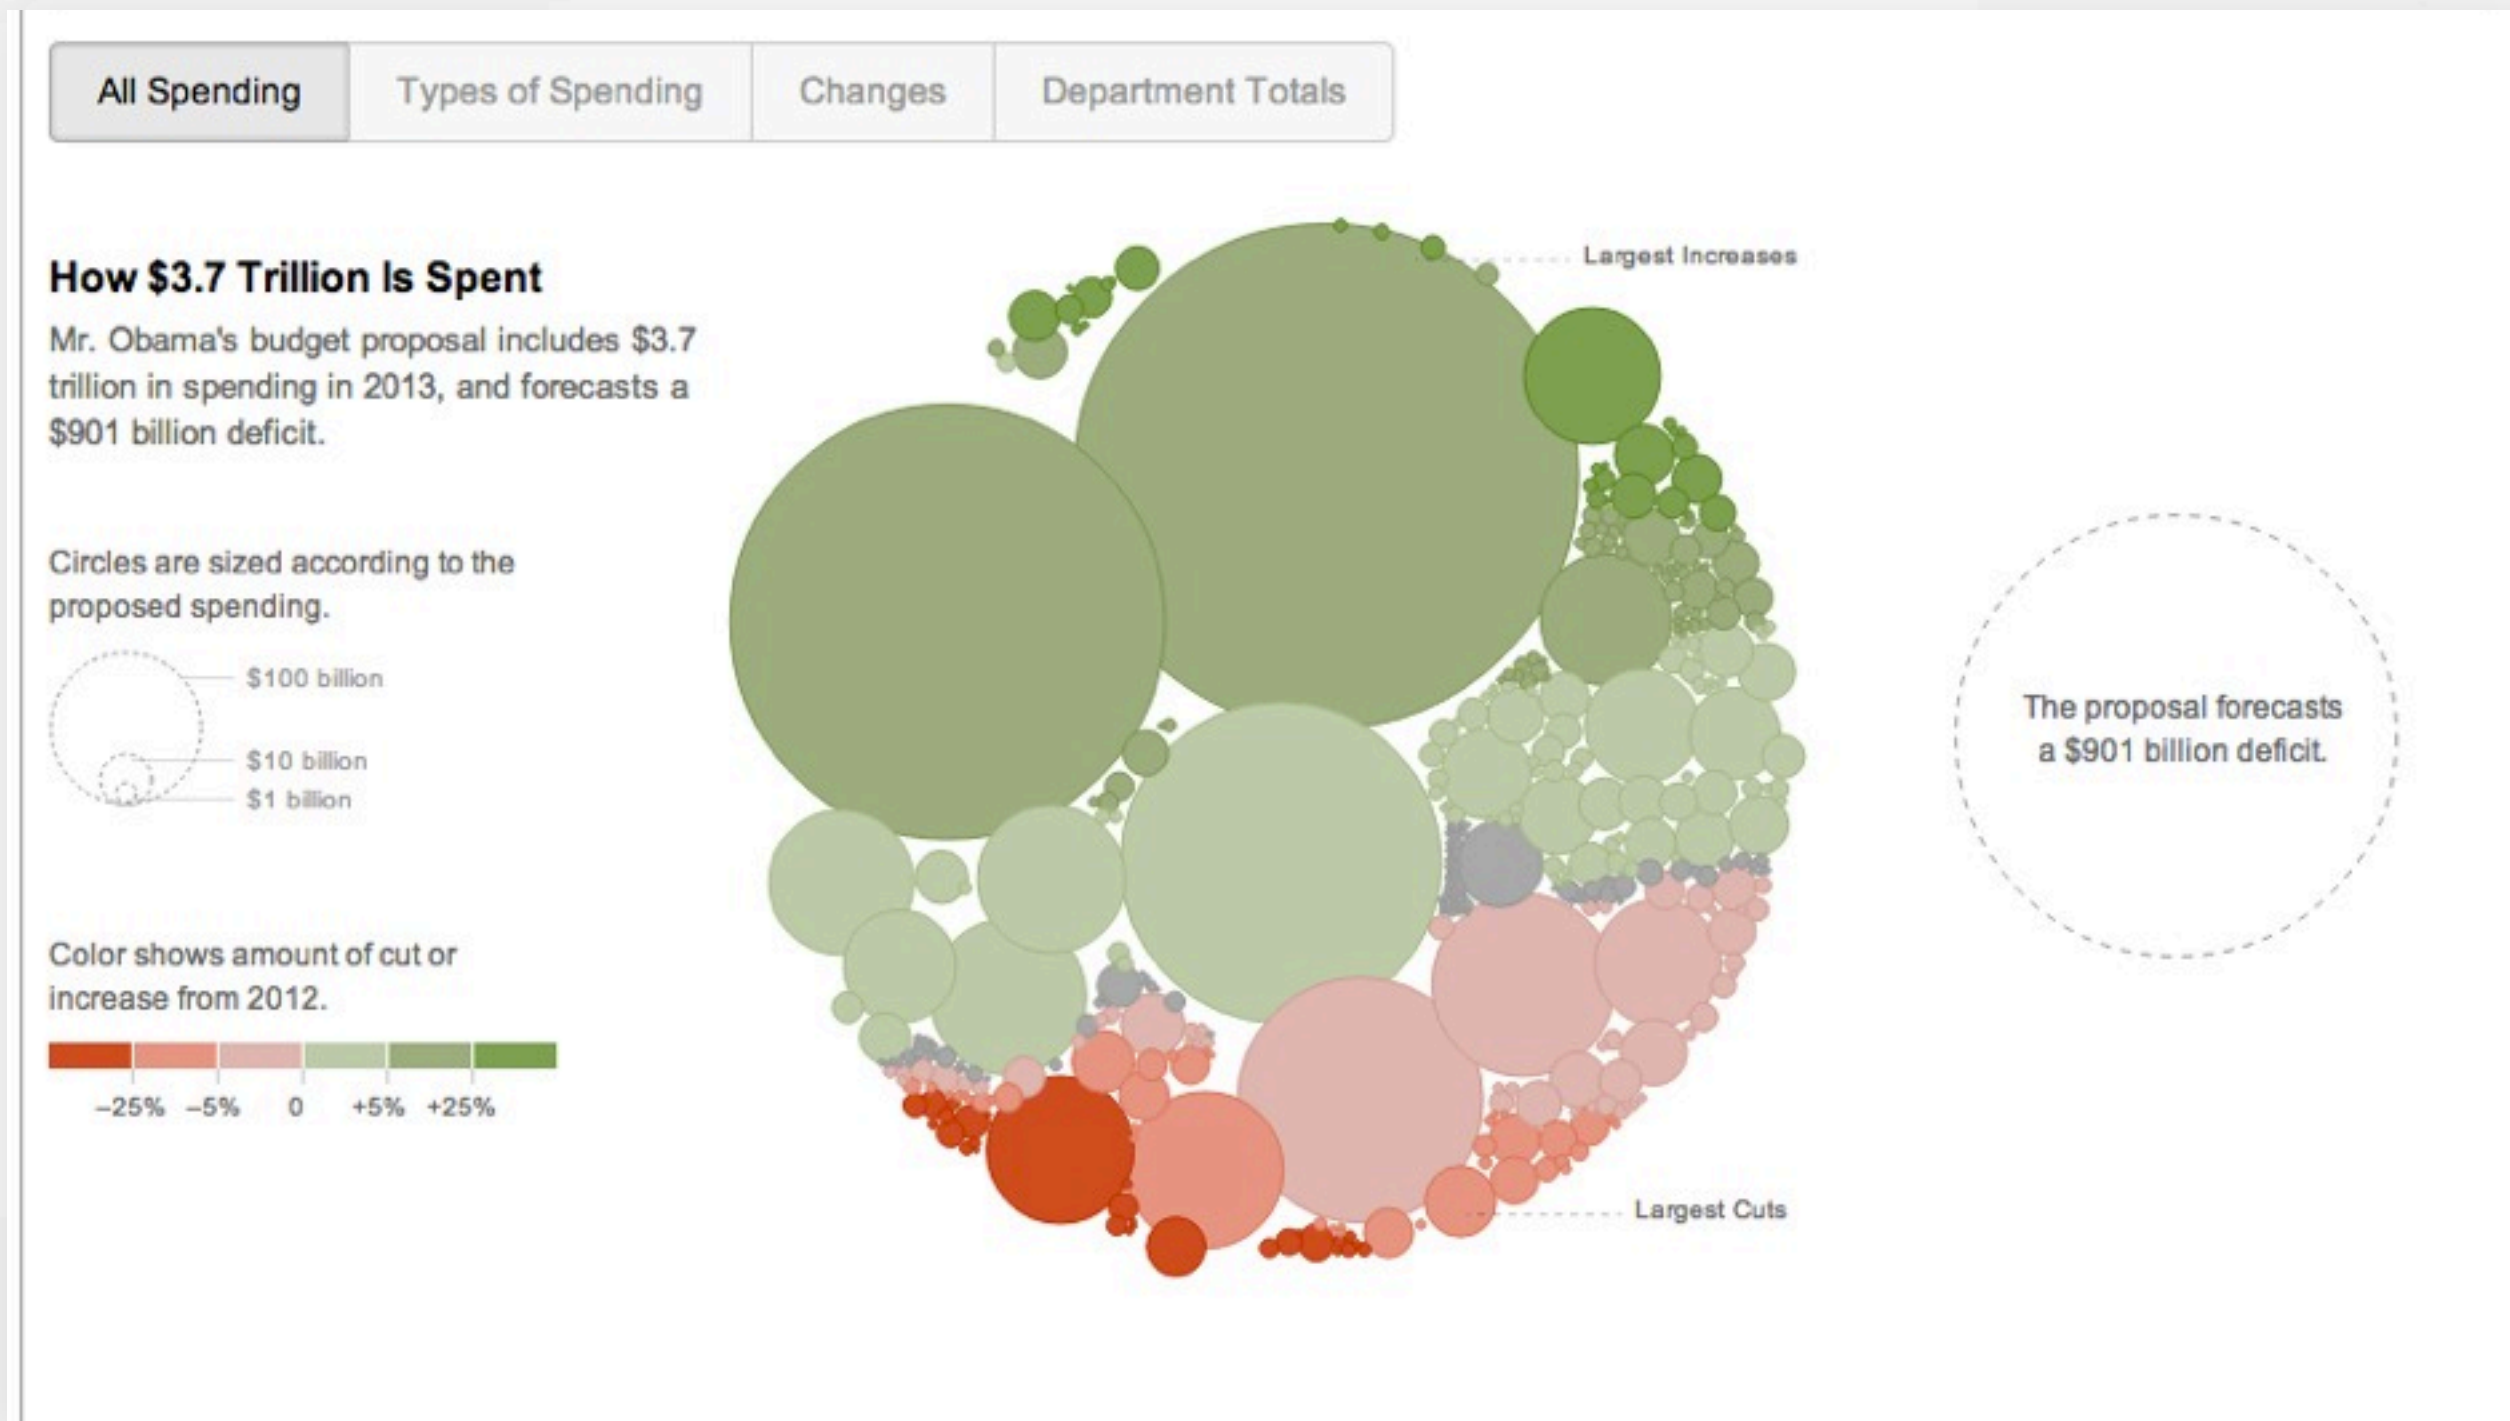 All Spending
Types of Spending
Changes
Department Totals
How $3.7 Trillion Is Spent
Mr. Obama's budget proposal includes $3.7
trillion in spending in 2013, and forecasts a
$901 billion deficit.
Circles are sized according to the
proposed spending.
$100 billion
$10 billion
$1 billion
Color shows amount of cut or
increase from 2012.
–25% –5% 0 +5% +25%
Largest Increases
Largest Cuts
The proposal forecasts
a $901 billion deficit.